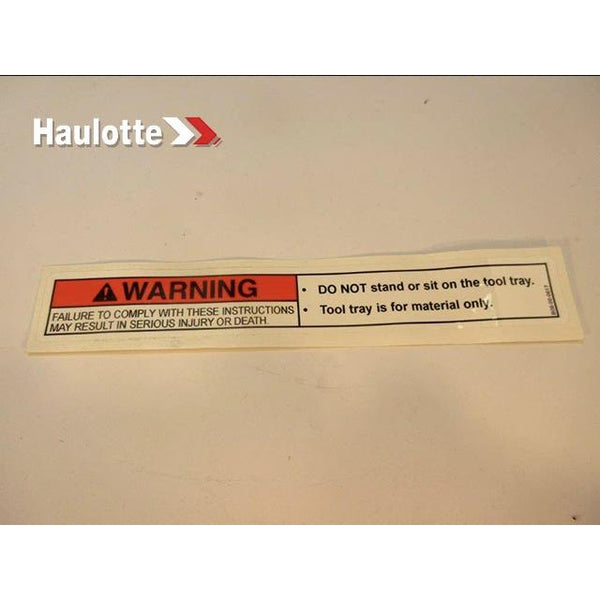 Haulotte
WARNING
FAILURE TO COMPLY WITH THESE INSTRUCTIONS
MAY RESULT IN SERIOUS INJURY OR DEATH.
• DO NOT stand or sit on the tool tray.
• Tool tray is for material only.